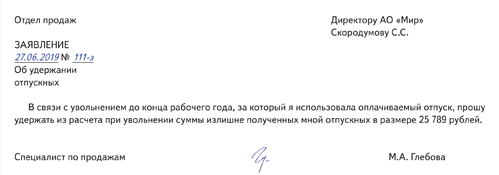 Отдел продаж
Директору АО «Мир»
Скородумову С.С.
ЗАЯВЛЕНИЕ
27.06.2019 № 111-з
Об удержании
отпускных
В связи с увольнением до конца рабочего года, за который я использовала оплачиваемый отпуск, прошу
удержать из расчета при увольнении суммы излишне полученных мной отпускных в размере 25 789 рублей.
Специалист по продажам
М.А. Глебова